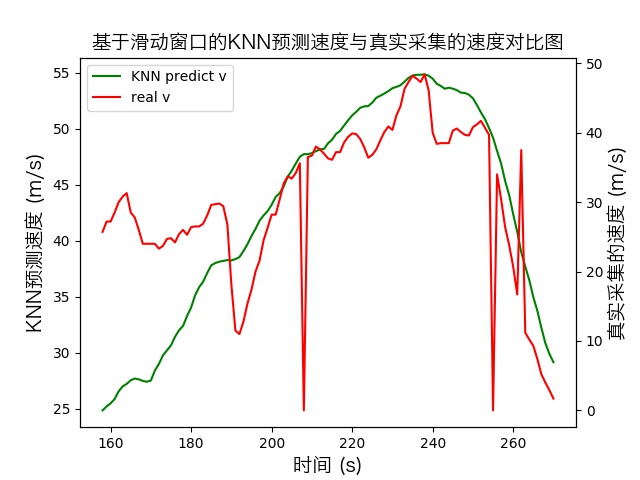 基于滑动窗口的KNN预测速度与真实采集的速度对比图
KNN predict v
real v
KNN预测速度 (m/s)
55
50
45
40
35
30
25
50
40
30
20
10
0
真实采集的速度 (m/s)
160 180 200 220 240 260
时间 (s)